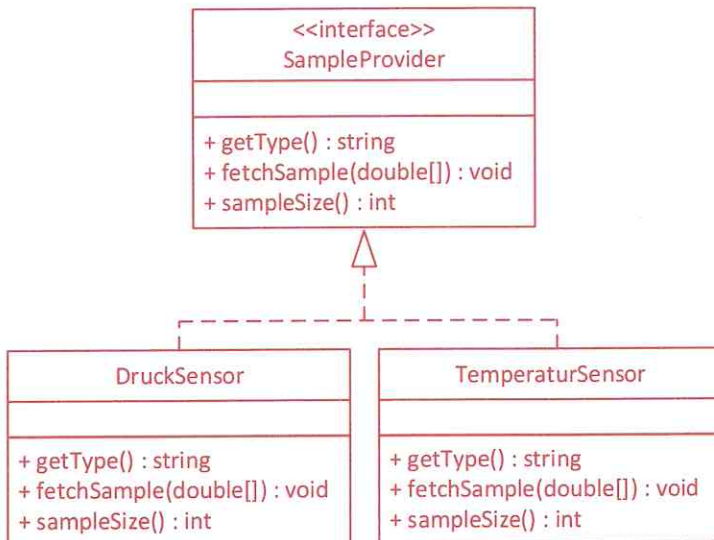 <<interface>>
SampleProvider
+ getType() : string
+ fetchSample(double[]) : void
+ sampleSize() : int
DruckSensor
+ getType() : string
+ fetchSample(double[]) : void
+ sampleSize() : int
TemperaturSensor
+ getType() : string
+ fetchSample(double[]) : void
+ sampleSize() : int